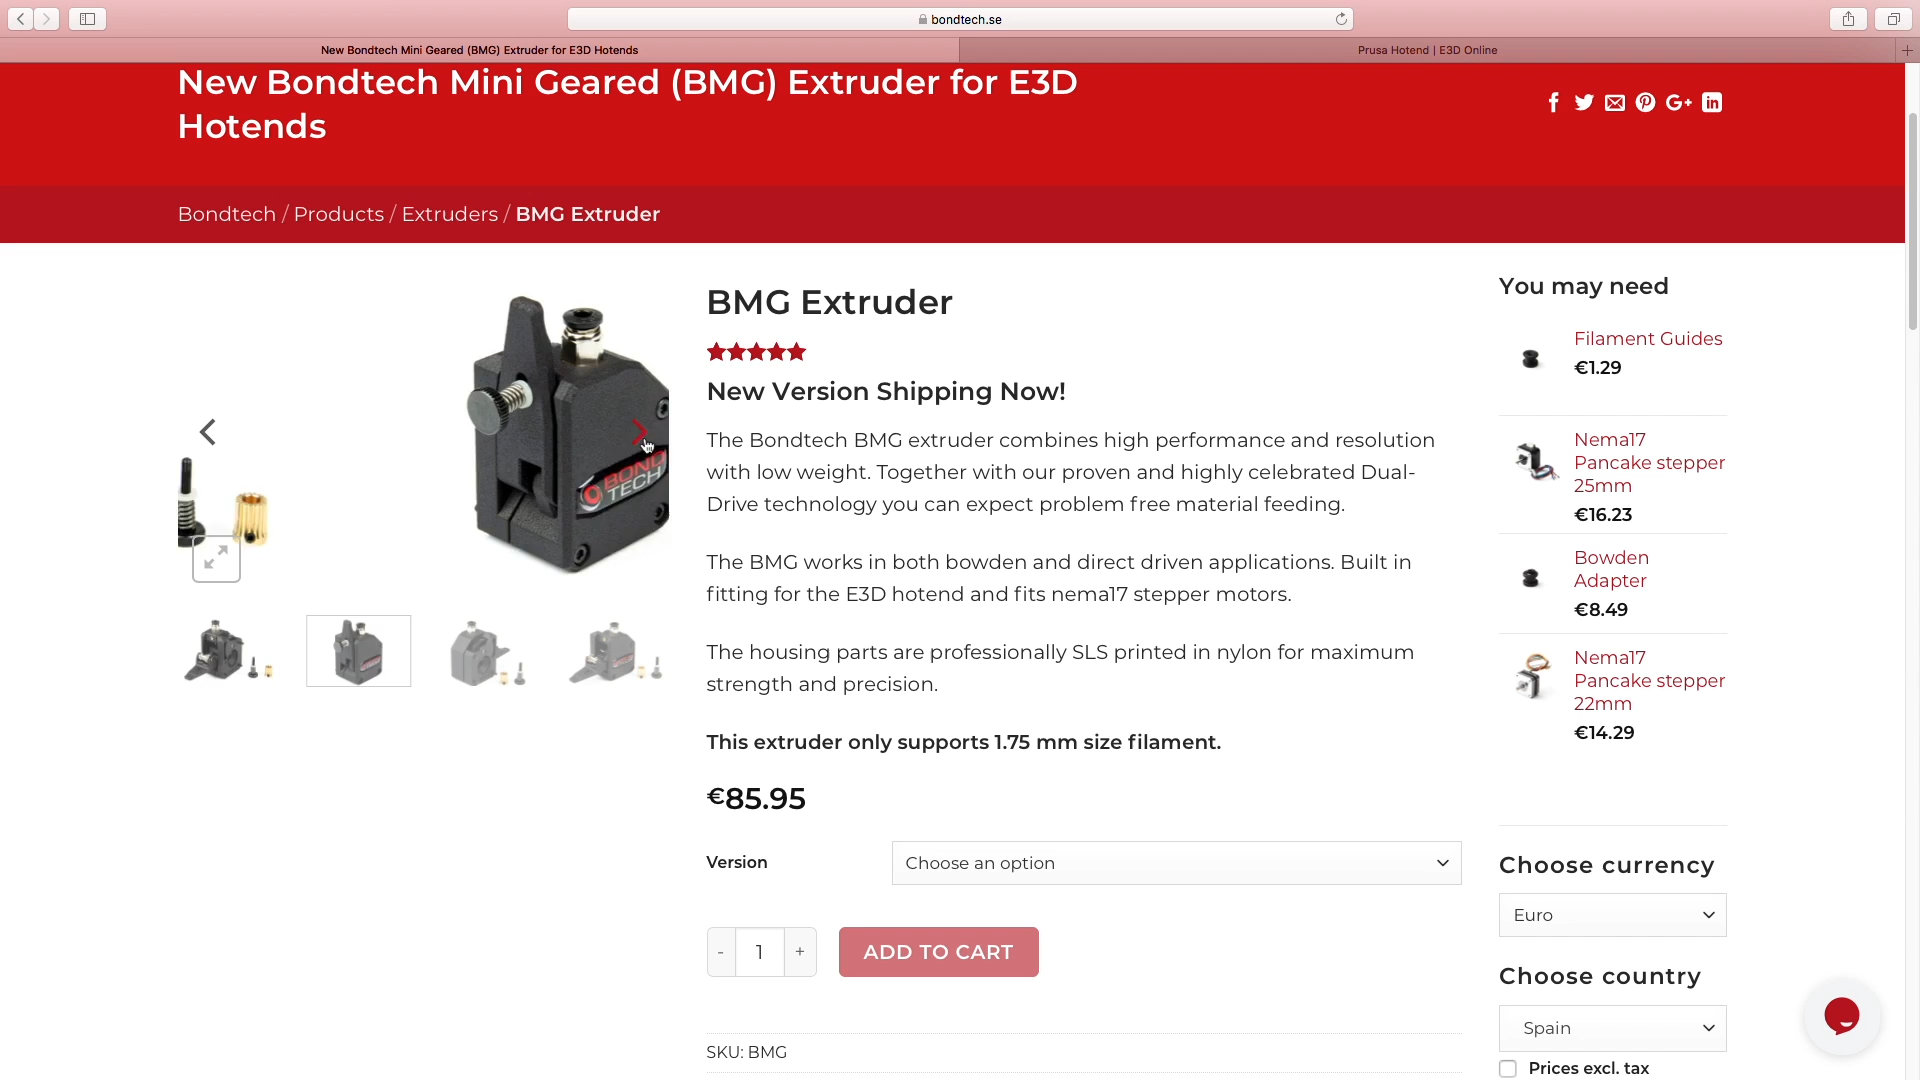 bondtech.se
New Bondtech Mini Geared (BMG) Extruder for E3D Hotends
Prusa Hotend | E3D Online
New Bondtech Mini Geared (BMG) Extruder for E3D
Hotends
Bondtech / Products / Extruders / BMG Extruder
BOND
TECH
BMG Extruder
New Version Shipping Now!
The Bondtech BMG extruder combines high performance and resolution
with low weight. Together with our proven and highly celebrated Dual-
Drive technology you can expect problem free material feeding.
The BMG works in both bowden and direct driven applications. Built in
fitting for the E3D hotend and fits nema17 stepper motors.
The housing parts are professionally SLS printed in nylon for maximum
strength and precision.
This extruder only supports 1.75 mm size filament.
€85.95
Version
Choose an option
- 1 +
ADD TO CART
SKU: BMG
You may need
Filament Guides
€1.29
Nema17
Pancake stepper
25mm
€16.23
Bowden
Adapter
€8.49
Nema17
Pancake stepper
22mm
€14.29
Choose currency
Euro
Choose country
Spain
Prices excl. tax